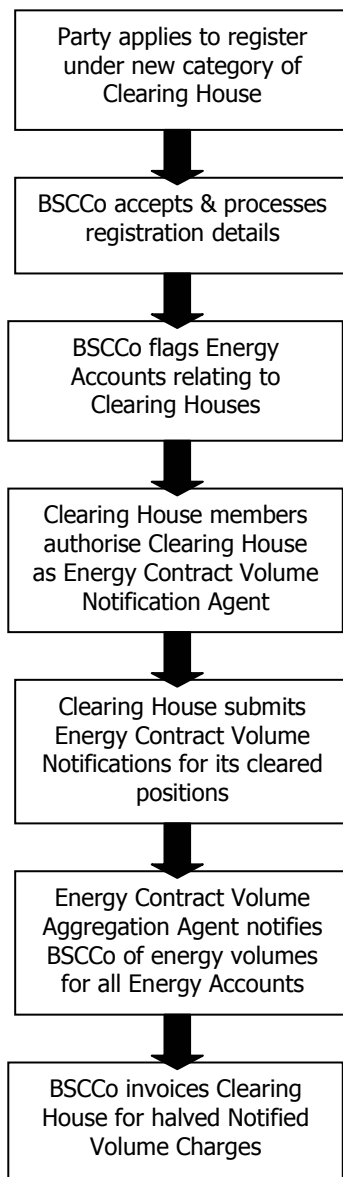 Party applies to register
under new category of
Clearing House
BSCCo accepts & processes
registration details
BSCCo flags Energy
Accounts relating to
Clearing Houses
Clearing House members
authorise Clearing House
as Energy Contract Volume
Notification Agent
Clearing House submits
Energy Contract Volume
Notifications for its cleared
positions
Energy Contract Volume
Aggregation Agent notifies
BSCCo of energy volumes
for all Energy Accounts
BSCCo invoices Clearing
House for halved Notified
Volume Charges